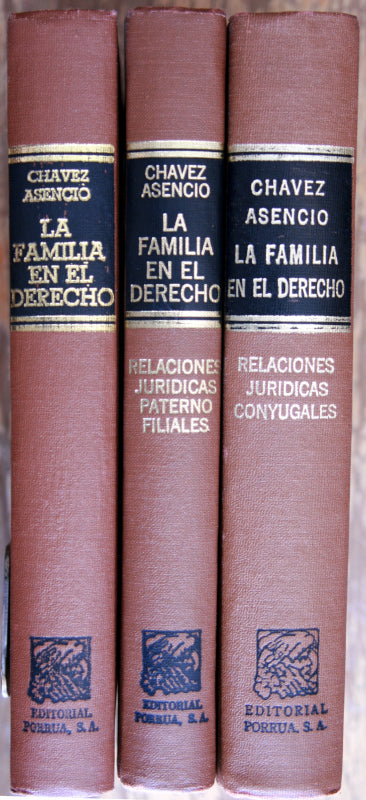 CHAVEZ
ASENCIO
LA
FAMILIA
EN EL
DERECHO
EDITORIAL
PORRUA, S.A.
CHAVEZ
ASENCIO
LA
FAMILIA
EN EL
DERECHO
RELACIONES
JURIDICAS
PATERNO
FILIALES
EDITORIAL
PORRUA, S.A.
CHAVEZ
ASENCIO
LA FAMILIA
EN EL DERECHO
RELACIONES
JURIDICAS
CONYUGALES
EDITORIAL
PORRUA, S.A.